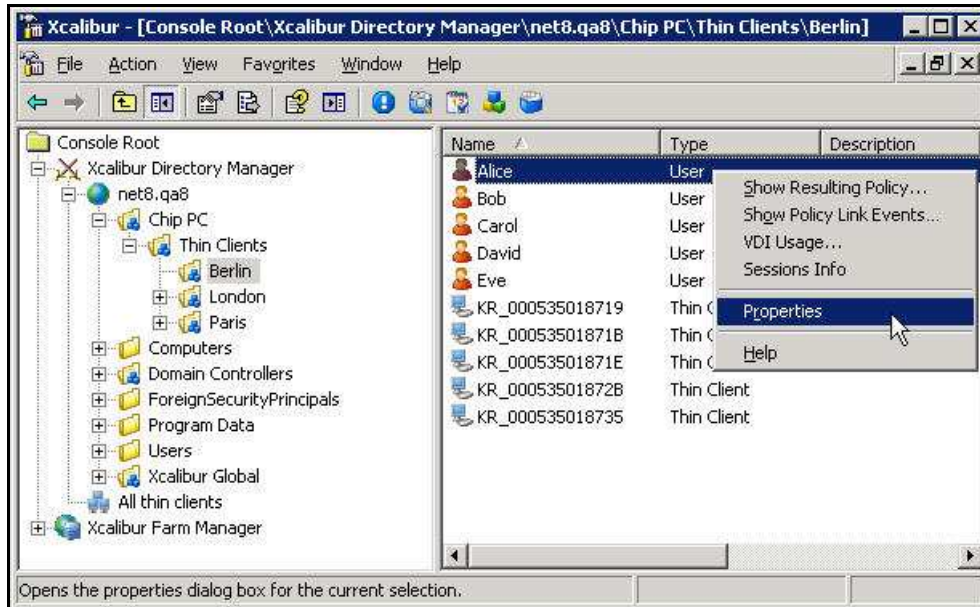 Xcalibur - [Console Root\Xcalibur Directory Manager\net8.qa8\Chip PC\Thin Clients\Berlin]
File Action View Favorites Window Help
Console Root
Xcalibur Directory Manager
net8.qa8
Chip PC
Thin Clients
Berlin
London
Paris
Computers
Domain Controllers
ForeignSecurityPrincipals
Program Data
Users
Xcalibur Global
All thin clients
Xcalibur Farm Manager
Name Type Description
Alice User
Bob User
Carol User
David User
Eve User
KR_000535018719 Thin C
KR_00053501871B Thin C
KR_00053501871E Thin C
KR_00053501872B Thin Client
KR_000535018735 Thin Client
Show Resulting Policy...
Show Policy Link Events...
VDI Usage...
Sessions Info
Properties
Help
Opens the properties dialog box for the current selection.